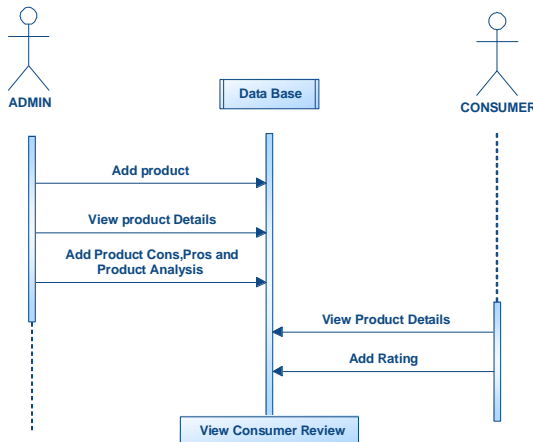 ADMIN
Data Base
CONSUMER
Add product
View product Details
Add Product Cons,Pros and
Product Analysis
View Product Details
Add Rating
View Consumer Review